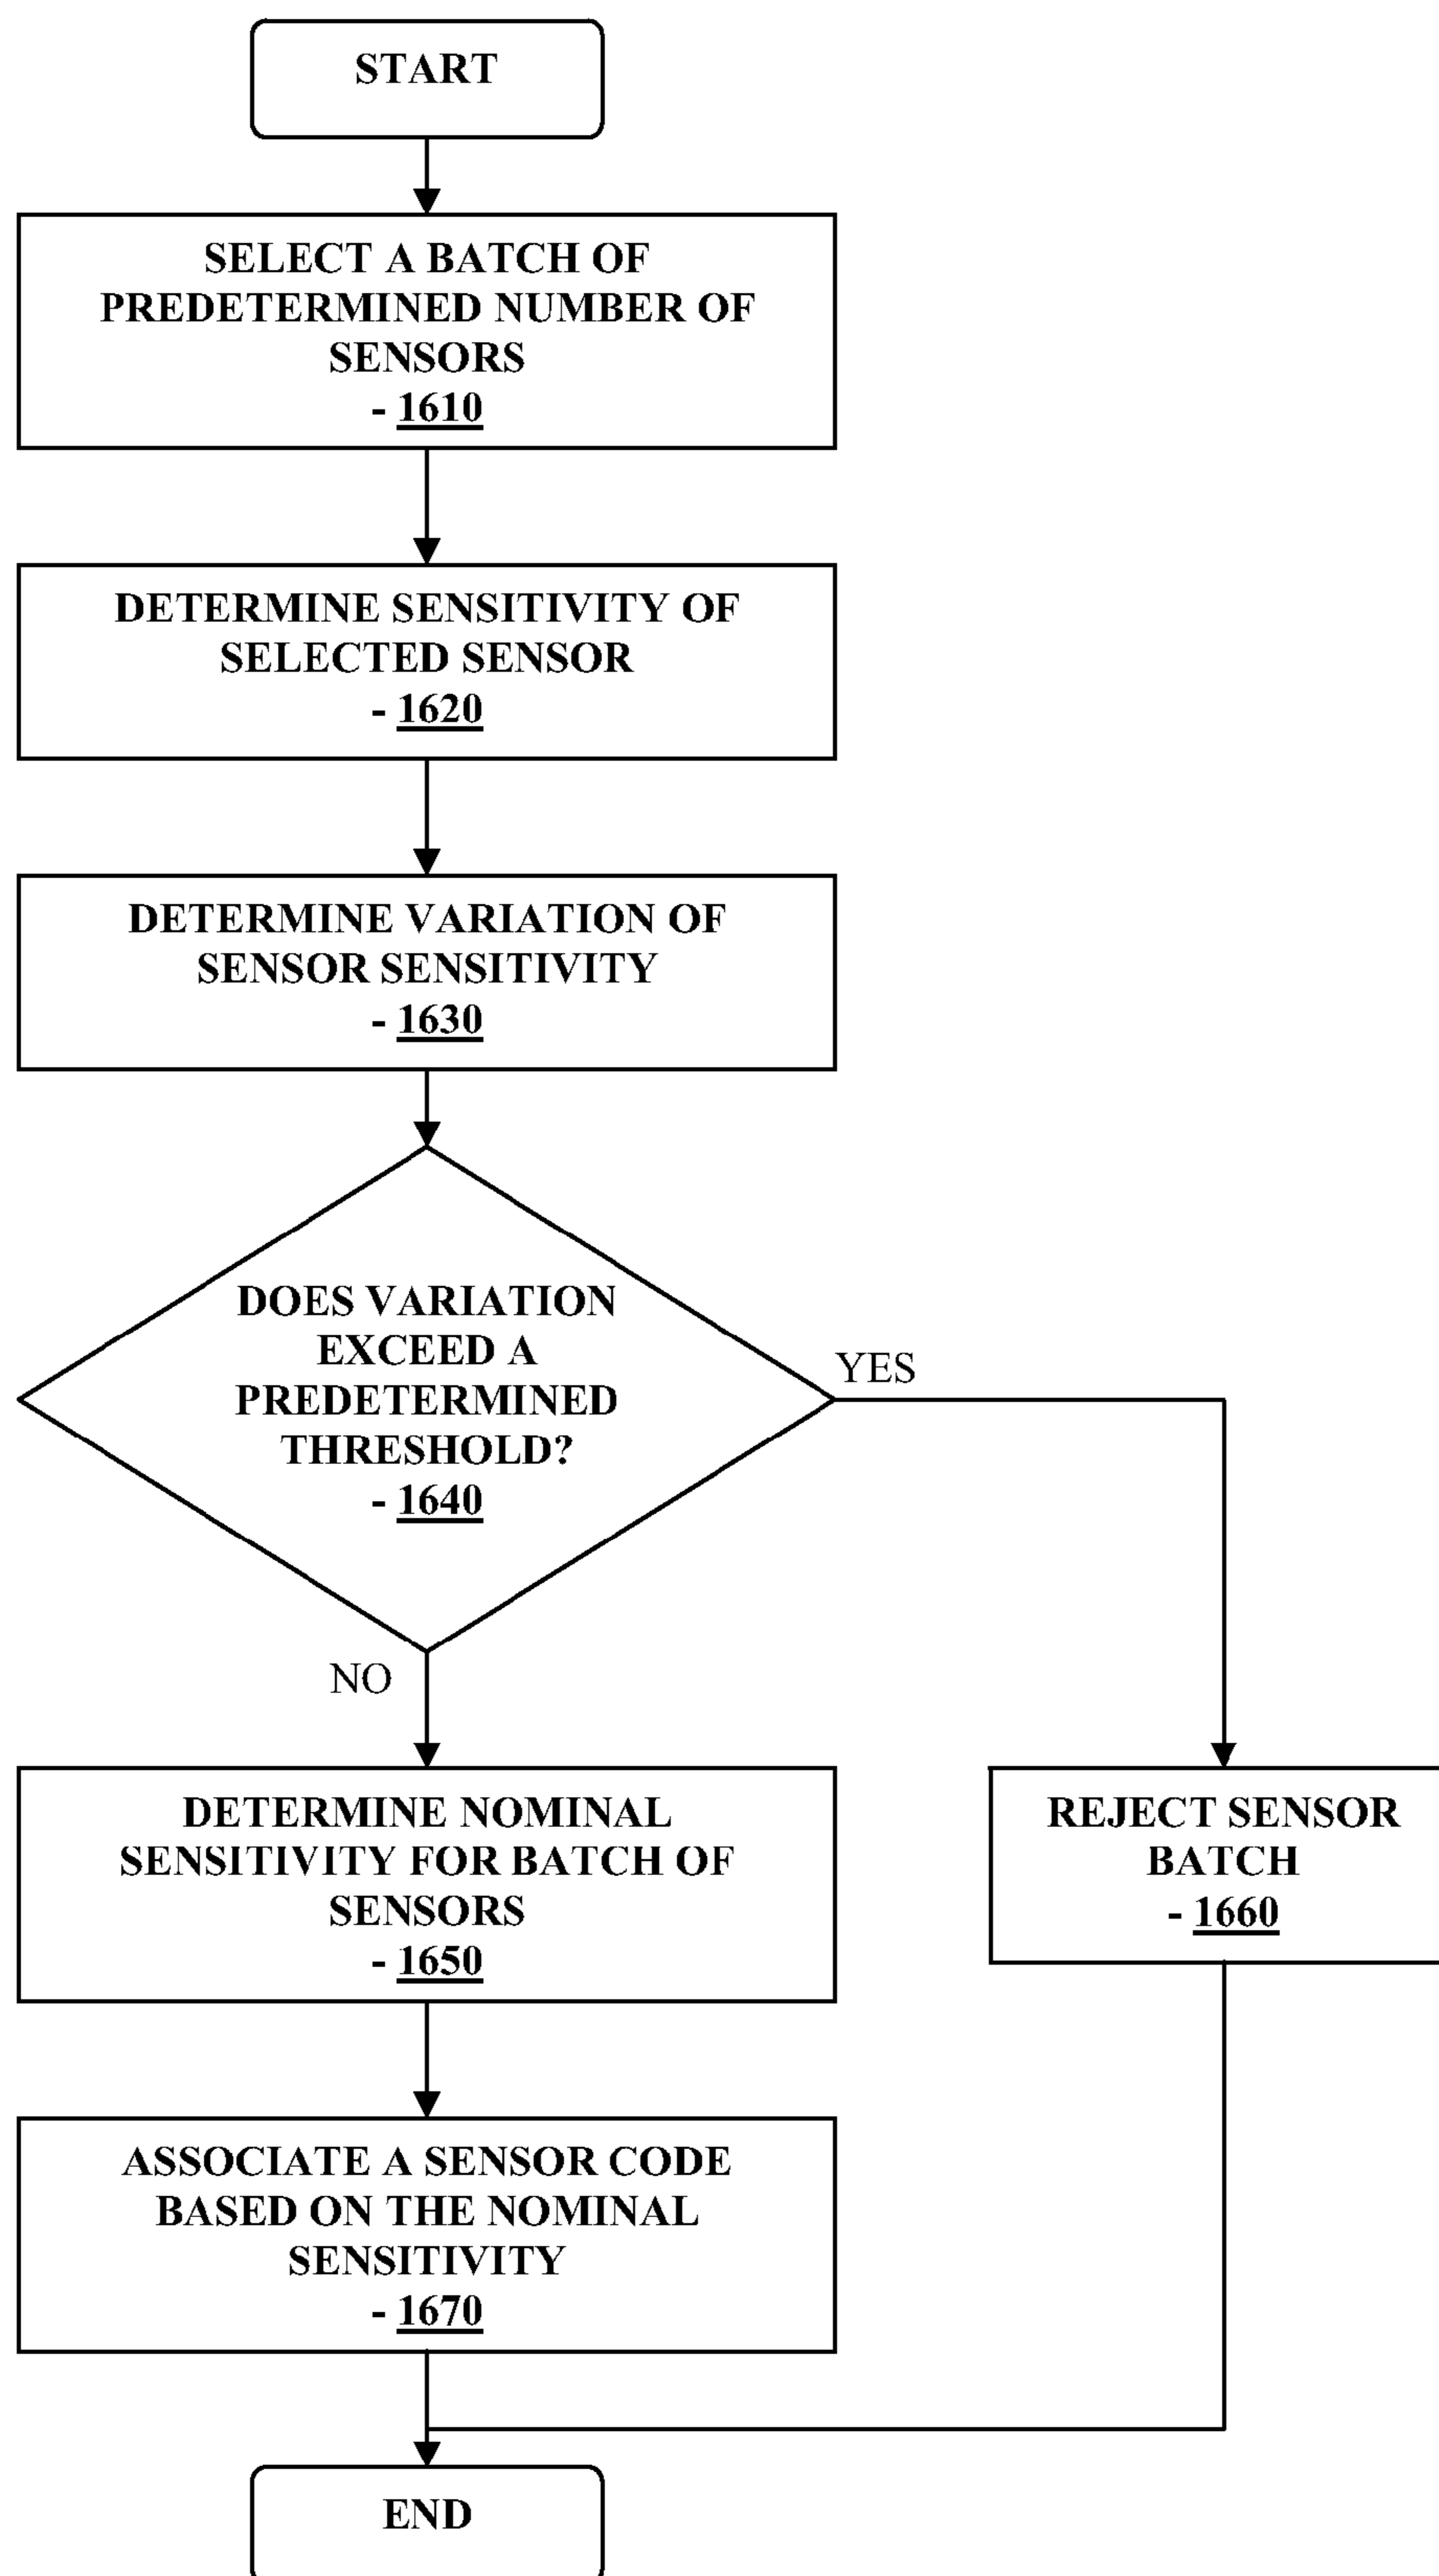 START
SELECT A BATCH OF
PREDETERMINED NUMBER OF
SENSORS
- 1610
DETERMINE SENSITIVITY OF
SELECTED SENSOR
- 1620
DETERMINE VARIATION OF
SENSOR SENSITIVITY
- 1630
DOES VARIATION
EXCEED A
PREDETERMINED
THRESHOLD?
- 1640
YES
NO
DETERMINE NOMINAL
SENSITIVITY FOR BATCH OF
SENSORS
- 1650
REJECT SENSOR
BATCH
- 1660
ASSOCIATE A SENSOR CODE
BASED ON THE NOMINAL
SENSITIVITY
- 1670
END